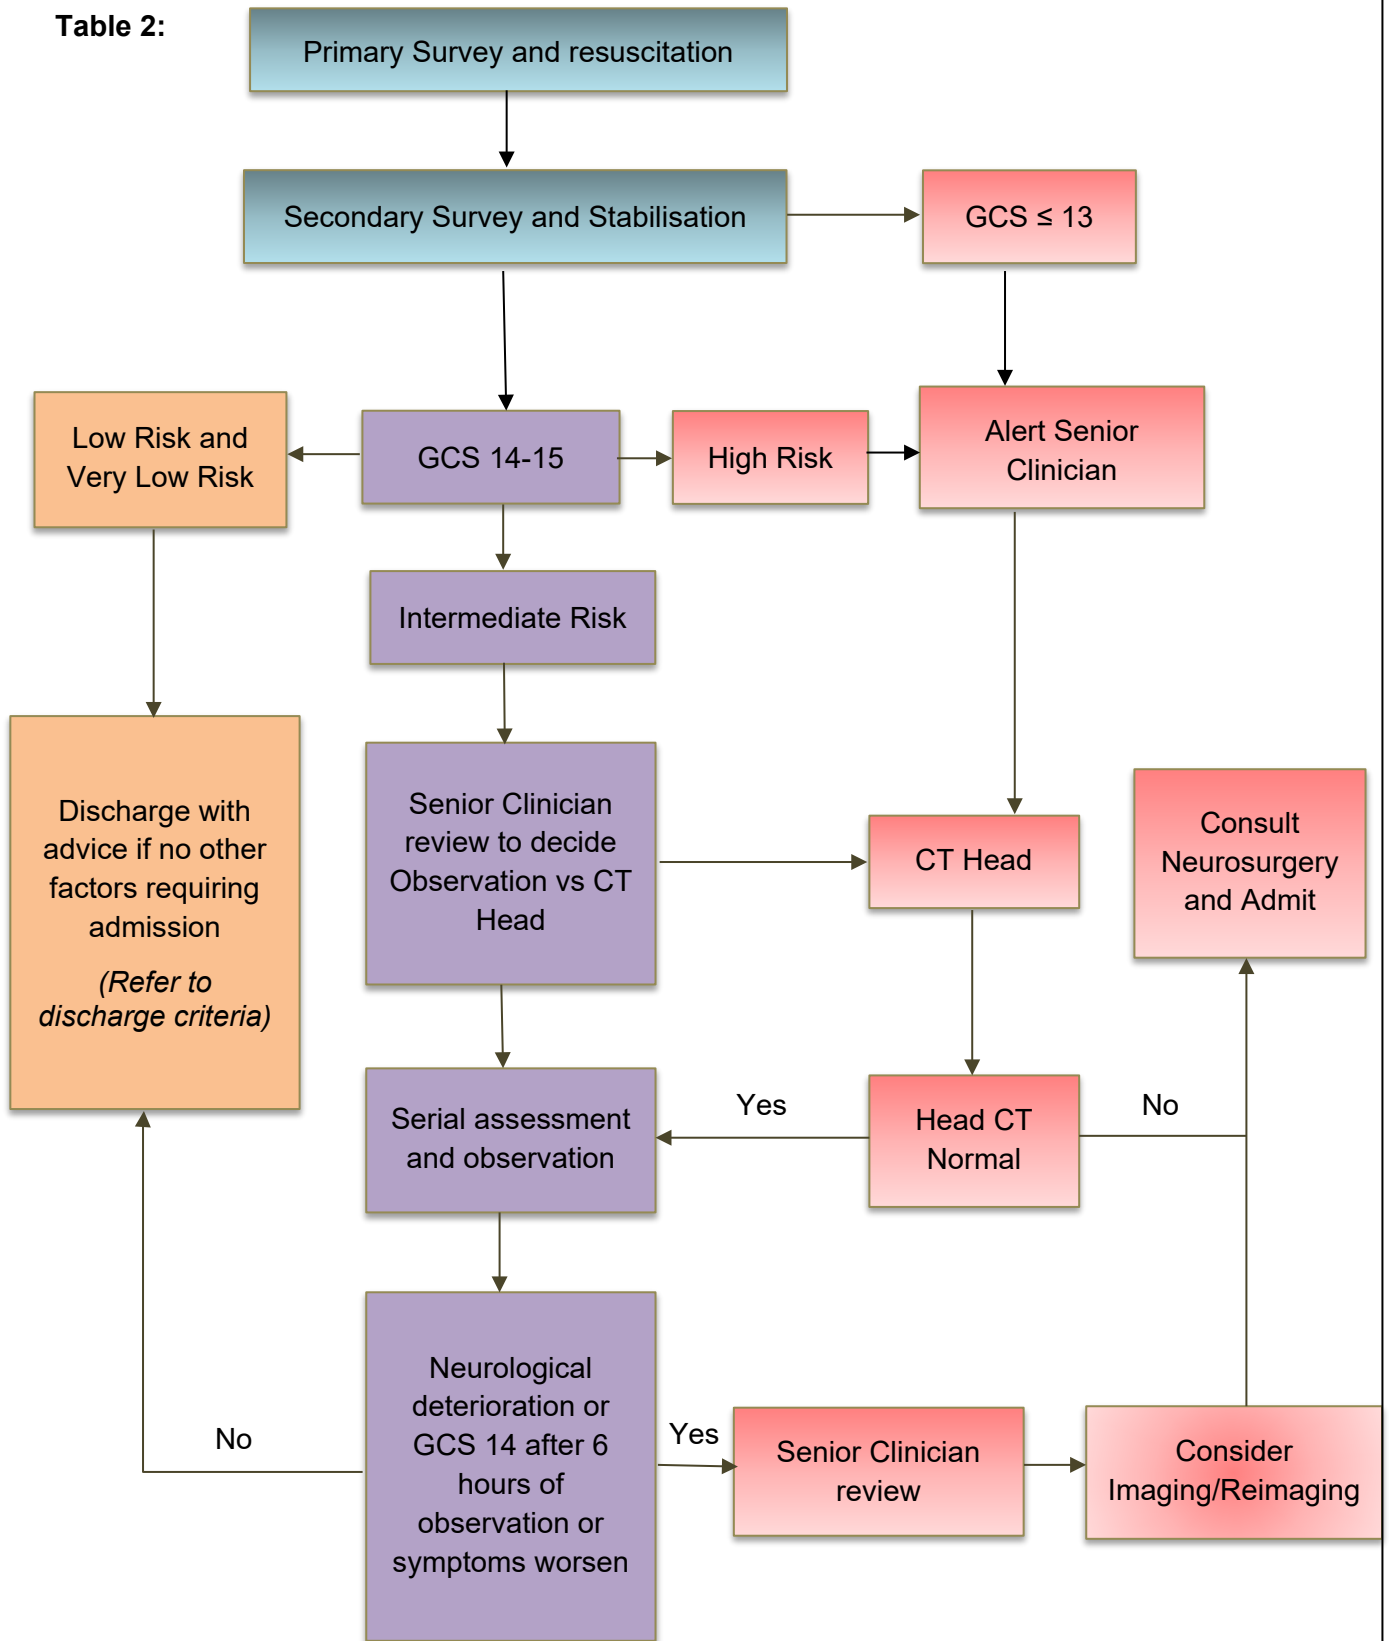 Table 2:
Primary Survey and resuscitation
Secondary Survey and Stabilisation
GCS ≤ 13
Low Risk and
Very Low Risk
GCS 14-15
High Risk
Alert Senior
Clinician
Intermediate Risk
Discharge with
advice if no other
factors requiring
admission
(Refer to
discharge criteria)
Senior Clinician
review to decide
Observation vs CT
Head
CT Head
Consult
Neurosurgery
and Admit
Serial assessment
and observation
Yes
Head CT
Normal
No
No
Neurological
deterioration or
GCS 14 after 6
hours of
observation or
symptoms worsen
Yes
Senior Clinician
review
Consider
Imaging/Reimaging